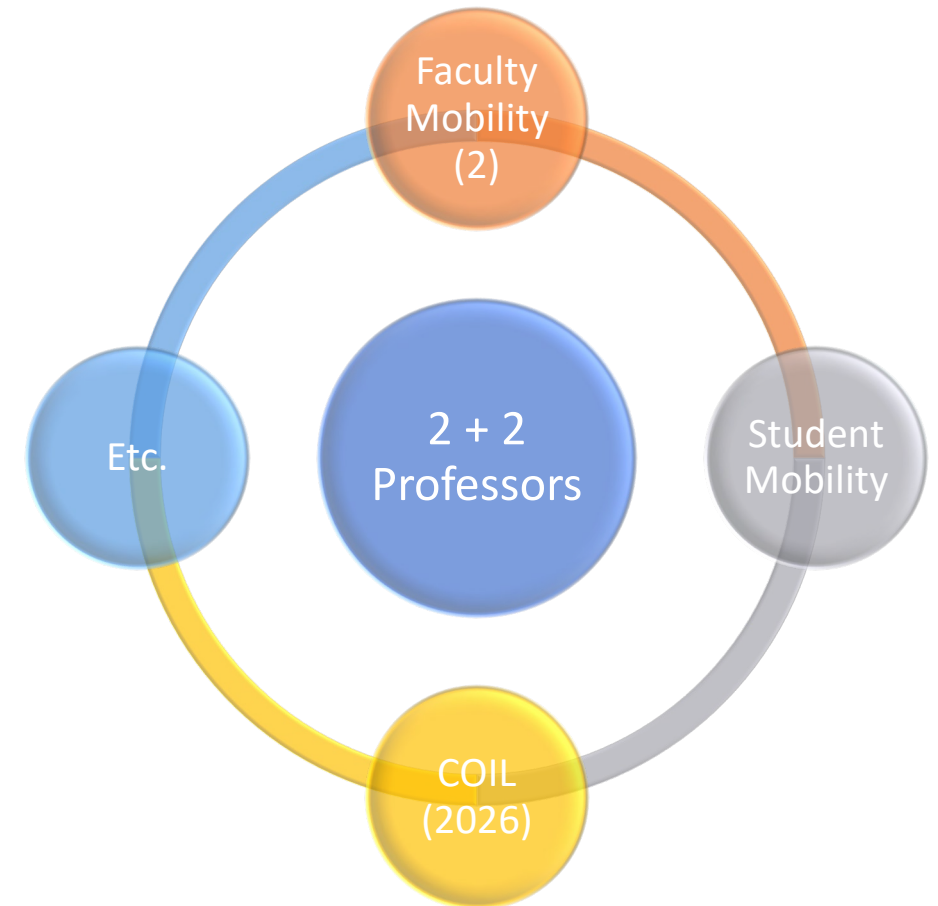 Faculty
Mobility
(2)
Student
Mobility
COIL
(2026)
Etc.
2 + 2
Professors